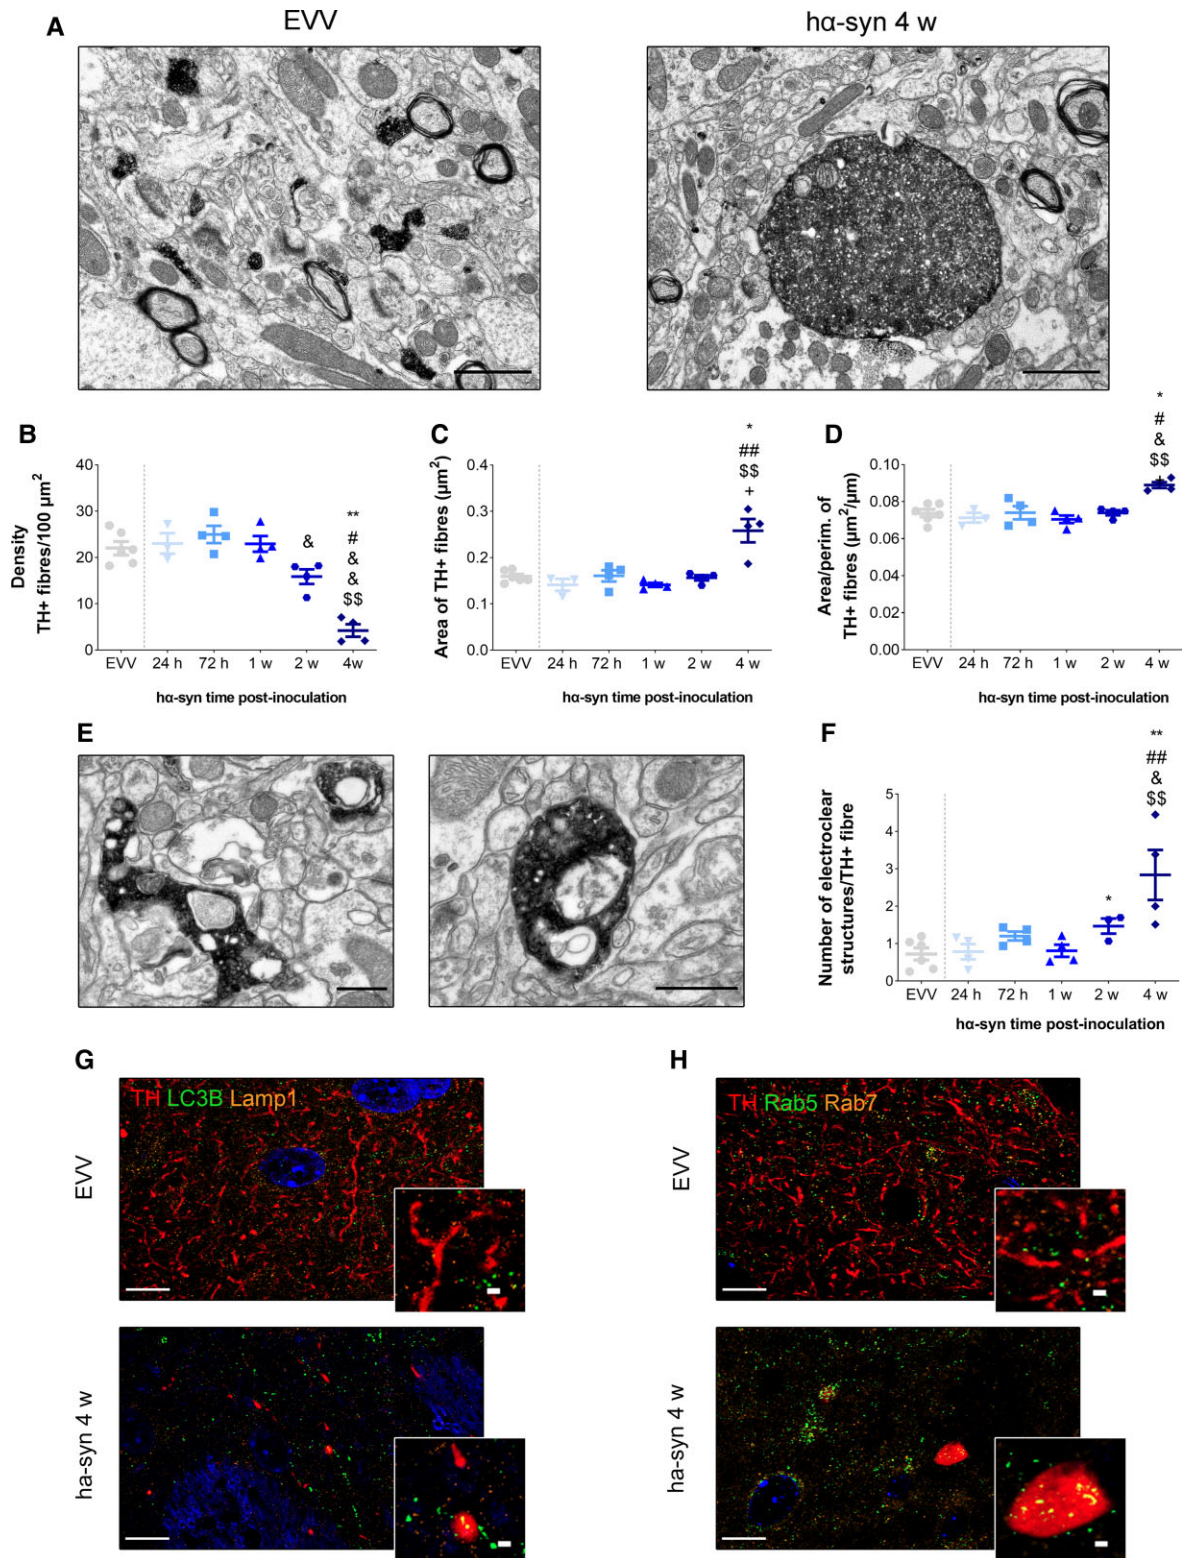 A
EVV
hα-syn 4 w
B
Density
TH+ fibres/100 µm²
40
30
20
10
0
&
**
#
&
&
$$
EVV 24 h 72 h 1 w 2 w 4w
hα-syn time post-inoculation
C
Area of TH+ fibres (µm²)
0.4
0.3
0.2
0.1
0.0
*
##
$$
+
EVV 24 h 72 h 1 w 2 w 4 w
hα-syn time post-inoculation
D
Area/perim. of
TH+ fibres (µm²/µm)
0.10
0.08
0.06
0.04
0.02
0.00
*
#
&
$$
+
EVV 24 h 72 h 1 w 2 w 4 w
hα-syn time post-inoculation
E
F
Number of electroclear
structures/TH+ fibre
5
4
3
2
1
0
*
**
##
&
$$
EVV 24 h 72 h 1 w 2 w 4 w
hα-syn time post-inoculation
G
EVV
TH LC3B Lamp1
ha-syn 4 w
H
EVV
TH Rab5 Rab7
ha-syn 4 w